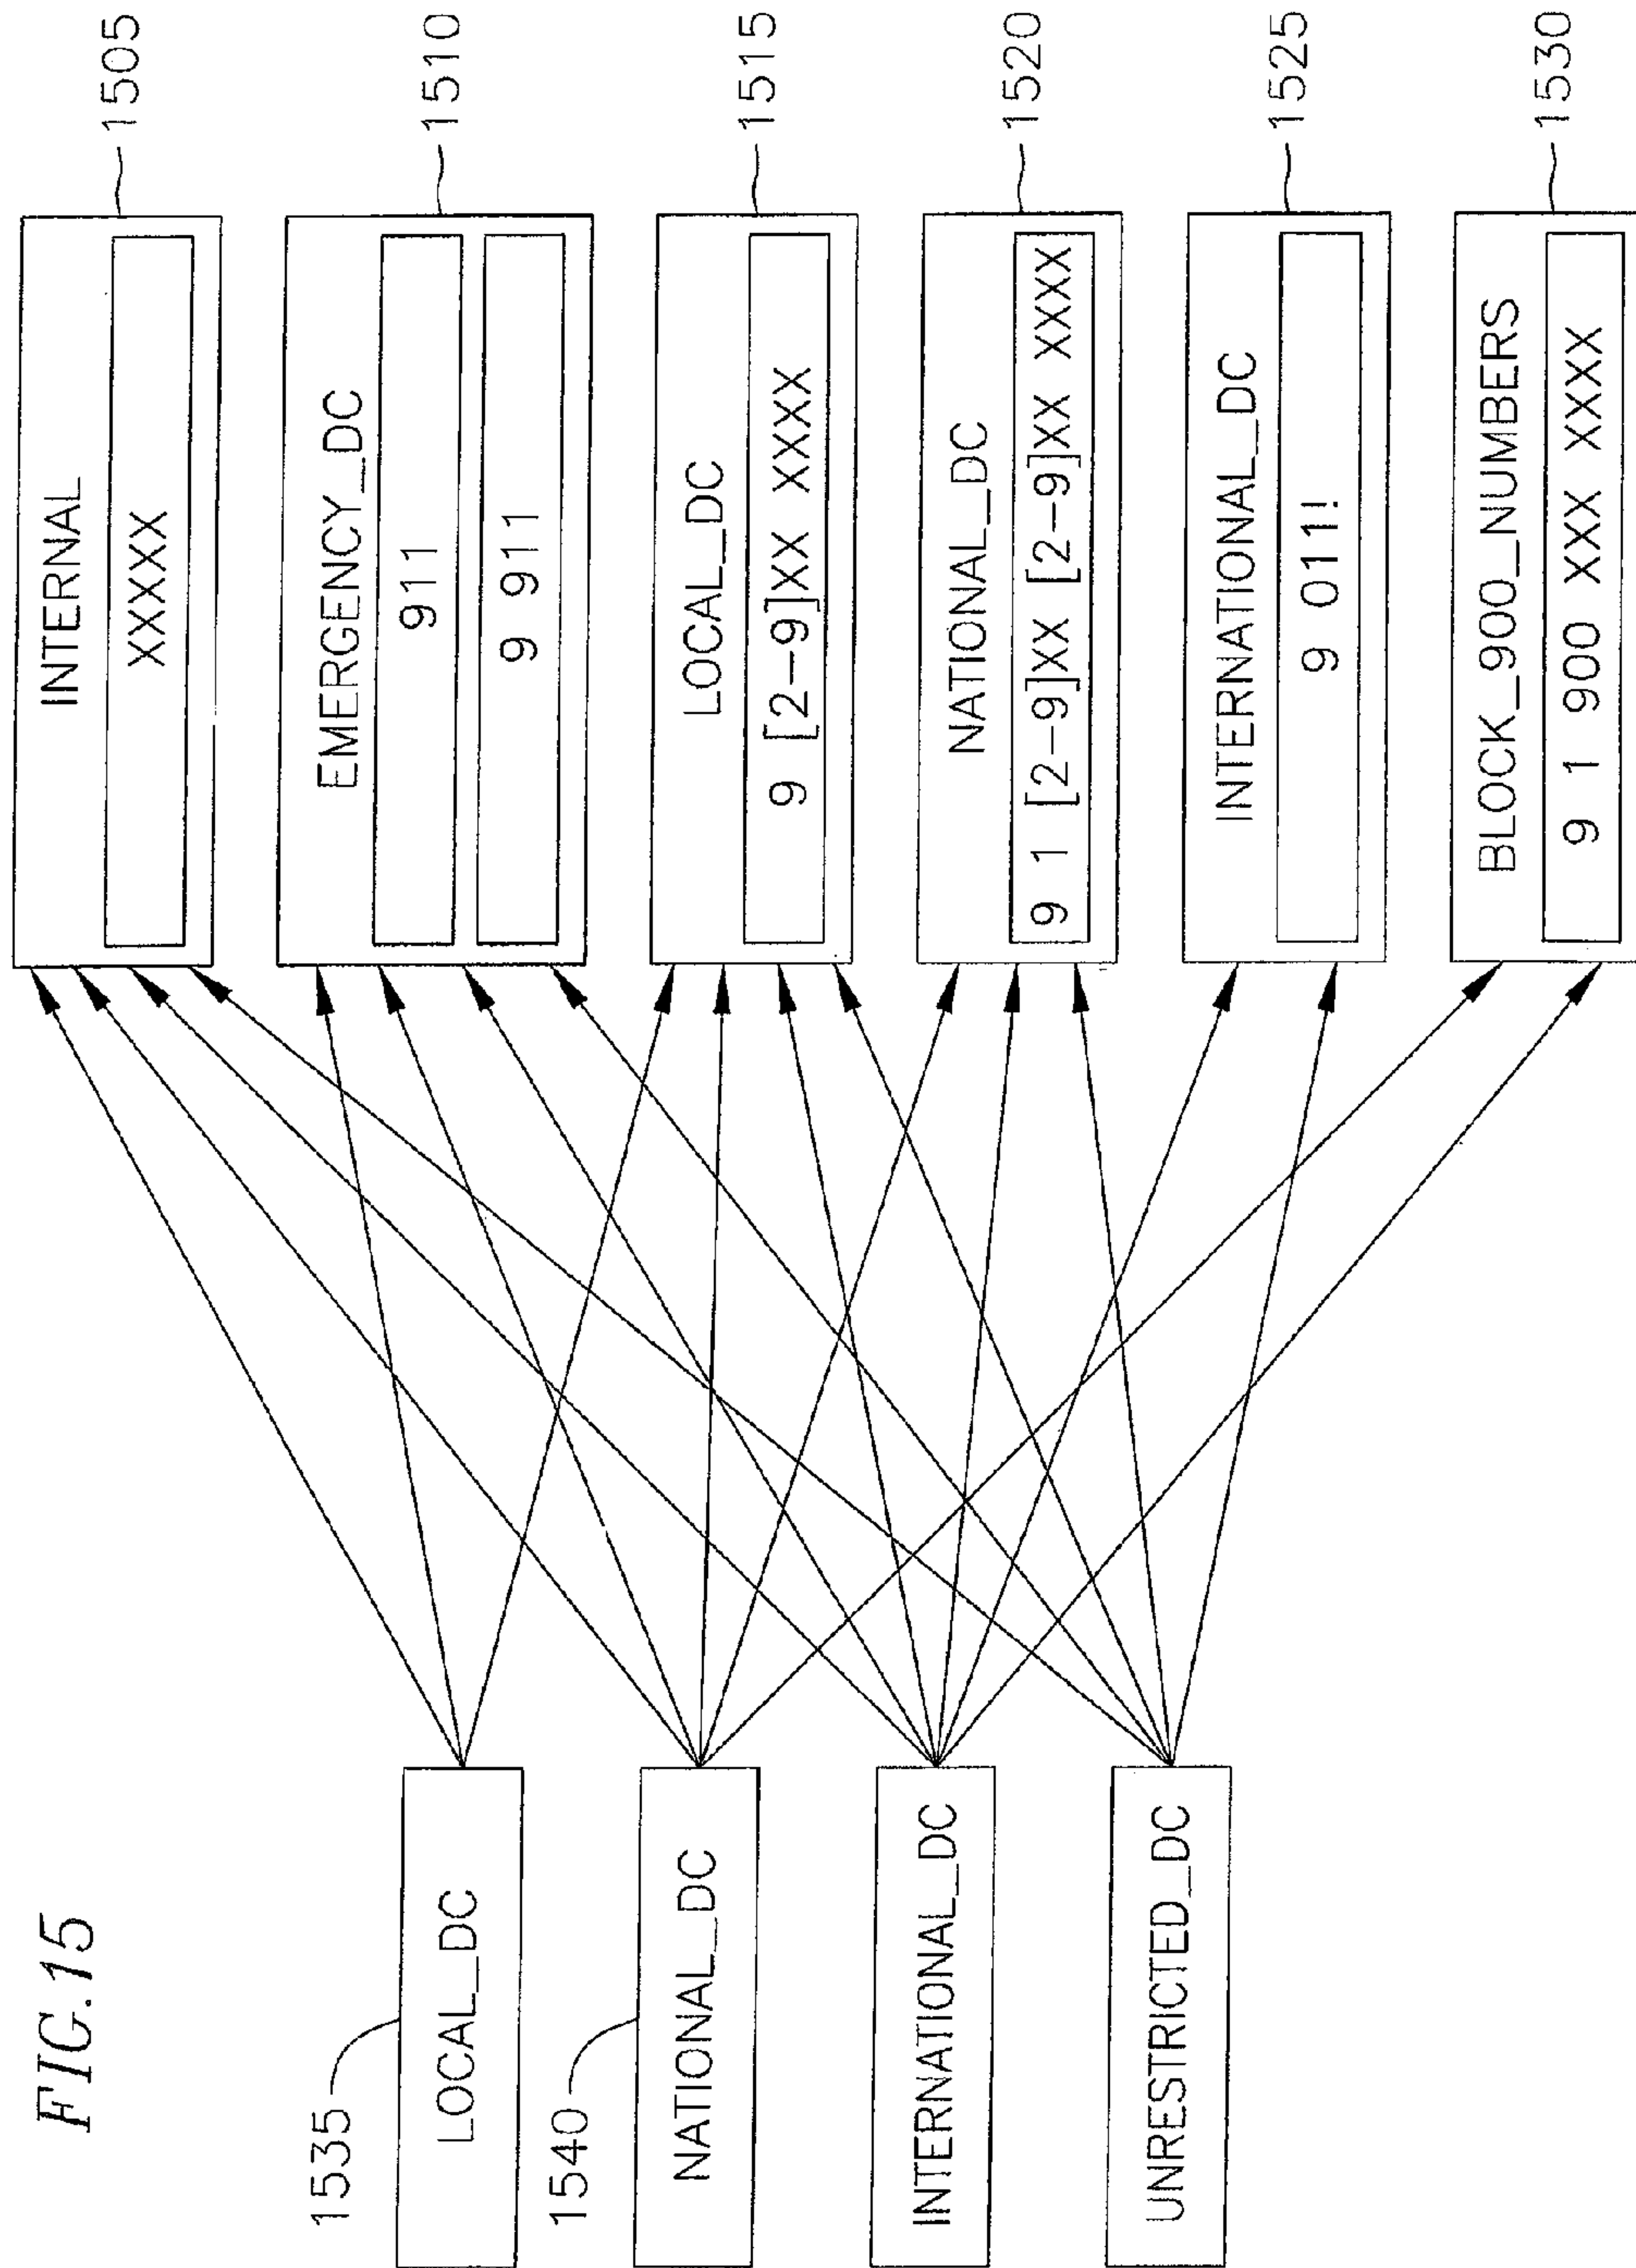 FIG.15
1535
LOCAL_DC
1540
NATIONAL_DC
INTERNATIONAL_DC
UNRESTRICTED_DC
INTERNAL
XXXXX
1505
EMERGENCY_DC
911
9 911
1510
LOCAL_DC
9 [2-9]XX XXXX
1515
NATIONAL_DC
9 1 [2-9]XX [2-9]XX XXXX
1520
INTERNATIONAL_DC
9 011!
1525
BLOCK_900_NUMBERS
9 1 900 XXX XXXX
1530